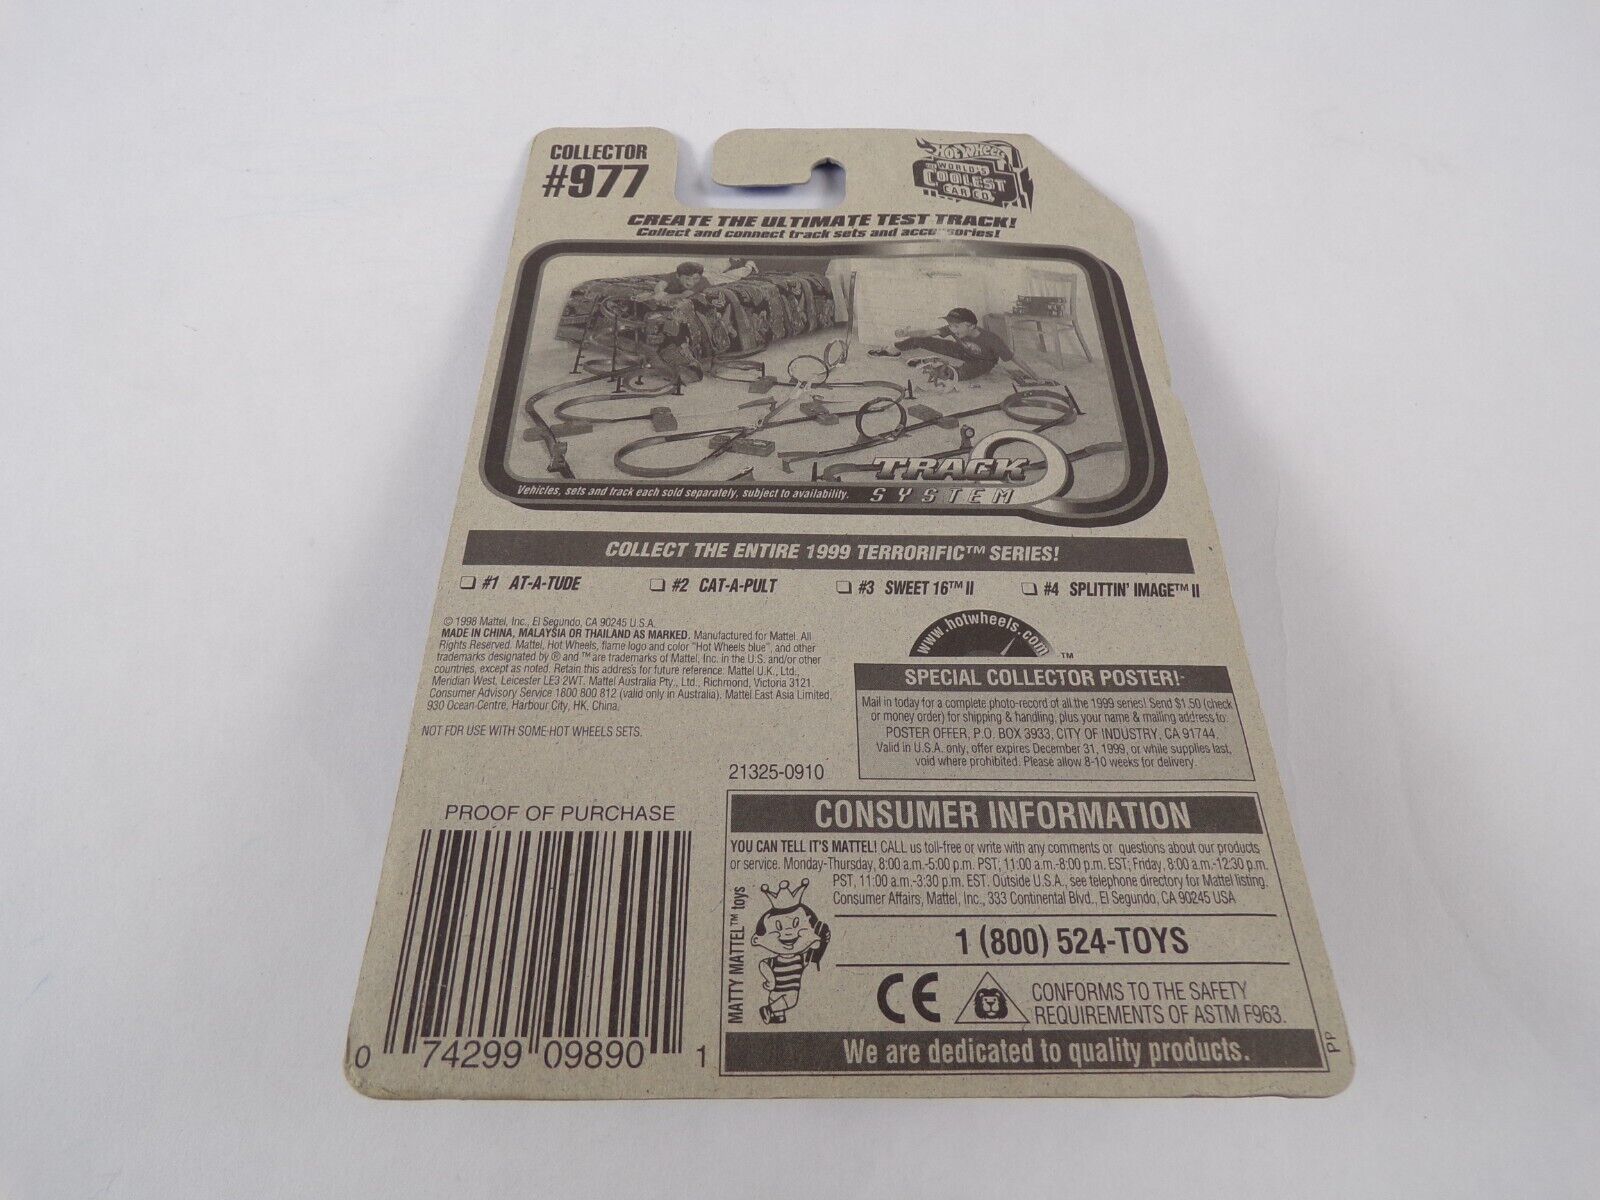 COLLECTOR
#977
HOT WHEELS
WORLD'S
COOLEST
CAR CO.
CREATE THE ULTIMATE TEST TRACK!
Collect and connect track sets and accessories!
TRACK
SYSTEM
Vehicles, sets and track each sold separately, subject to availability.
COLLECT THE ENTIRE 1999 TERRORIFIC™ SERIES!
#1 AT-A-TUDE
#2 CAT-A-PULT
#3 SWEET 16™ II
#4 SPLITTIN' IMAGE™ II
© 1998 Mattel, Inc., El Segundo, CA 90245 U.S.A.
MADE IN CHINA, MALAYSIA OR THAILAND AS MARKED. Manufactured for Mattel. All
Rights Reserved. Mattel, Hot Wheels, flame logo and color "Hot Wheels blue", and other
trademarks designated by ® and ™ are trademarks of Mattel, Inc. in the U.S. and/or other
countries, except as noted. Retain this address for future reference: Mattel U.K., Ltd.,
Meridian West, Leicester LE3 2WT. Mattel Australia Pty., Ltd., Richmond, Victoria 3121.
Consumer Advisory Service 1800 800 812 (valid only in Australia). Mattel East Asia Limited,
930 Ocean Centre, Harbour City, HK, China.
NOT FOR USE WITH SOME HOT WHEELS SETS.
www.hotwheels.com
™
SPECIAL COLLECTOR POSTER!
Mail in today for a complete photo-record of all the 1999 series! Send $1.50 (check
or money order) for shipping & handling, plus your name & mailing address to:
POSTER OFFER, P.O. BOX 3933, CITY OF INDUSTRY, CA 91744.
Valid in U.S.A. only, offer expires December 31, 1999, or while supplies last,
void where prohibited. Please allow 8-10 weeks for delivery.
21325-0910
PROOF OF PURCHASE
0 74299 09890 1
CONSUMER INFORMATION
YOU CAN TELL IT'S MATTEL! CALL us toll-free or write with any comments or questions about our products
or service. Monday-Thursday, 8:00 a.m.-5:00 p.m. PST, 11:00 a.m.-8:00 p.m. EST; Friday, 8:00 a.m.-12:30 p.m.
PST, 11:00 a.m.-3:30 p.m. EST. Outside U.S.A., see telephone directory for Mattel listing.
Consumer Affairs, Mattel, Inc., 333 Continental Blvd., El Segundo, CA 90245 USA
MATTY MATTEL™ toys
1 (800) 524-TOYS
CE
CONFORMS TO THE SAFETY
REQUIREMENTS OF ASTM F963.
We are dedicated to quality products.
PP